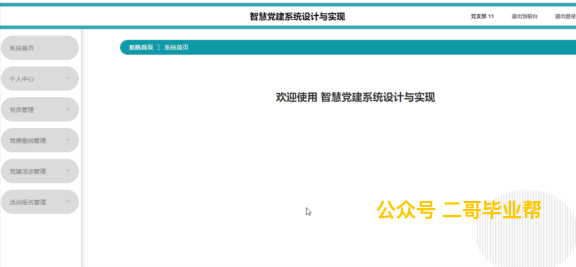 智慧党建系统设计与实现
党支部 11 退出到前台 退出登录
系统首页 系统首页
系统首页
个人中心
党员管理
党费缴纳管理
党建活动管理
活动报名管理
欢迎使用 智慧党建系统设计与实现
公众号 二哥毕业帮